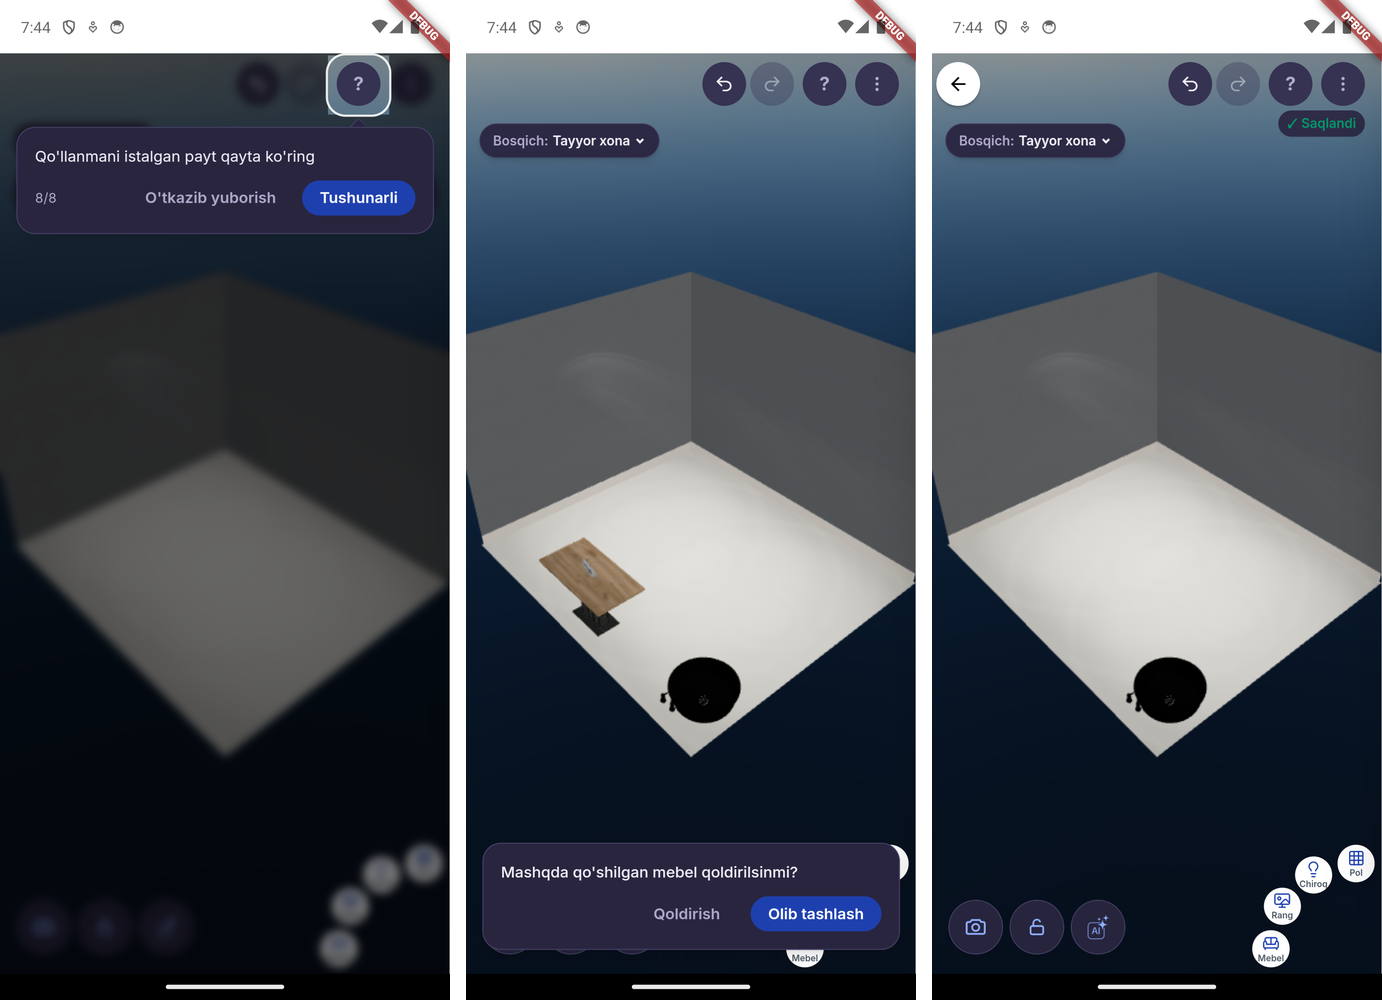 7:44
DEBUG
?
Qo'llanmani istalgan payt qayta ko'ring
8/8
O'tkazib yuborish
Tushunarli
7:44
DEBUG
?
Bosqich: Tayyor xona
Mashqda qo'shilgan mebel qoldirilsinmi?
Qoldirish
Olib tashlash
Mebel
7:44
DEBUG
?
✓ Saqlandi
Bosqich: Tayyor xona
Pol
Chiroq
Rang
AI
Mebel